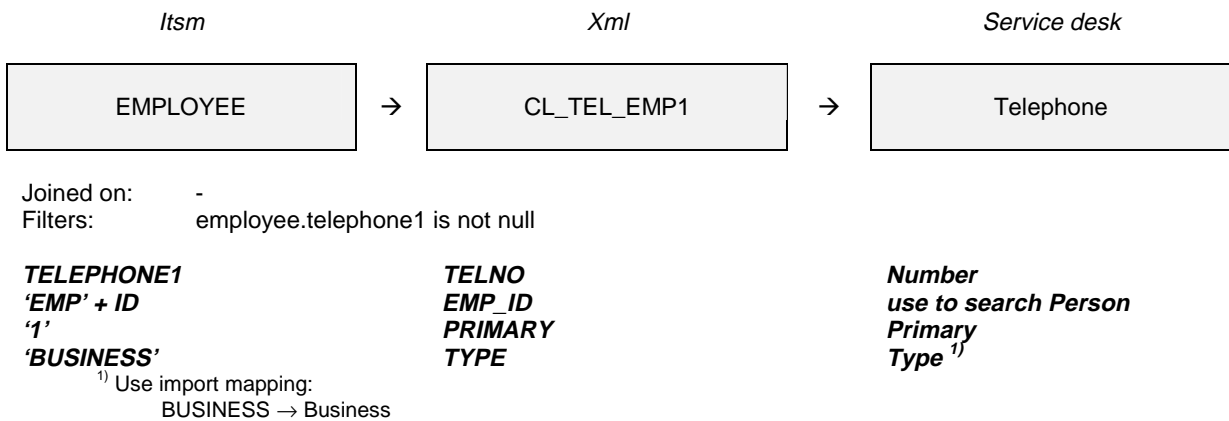 Itsm Xml Service desk
EMPLOYEE → CL_TEL_EMP1 → Telephone
Joined on: -
Filters: employee.telephone1 is not null
TELEPHONE1 TELNO Number
‘EMP’ + ID EMP_ID use to search Person
‘1’ PRIMARY Primary
‘BUSINESS’ TYPE Type 1)
1) Use import mapping:
BUSINESS → Business